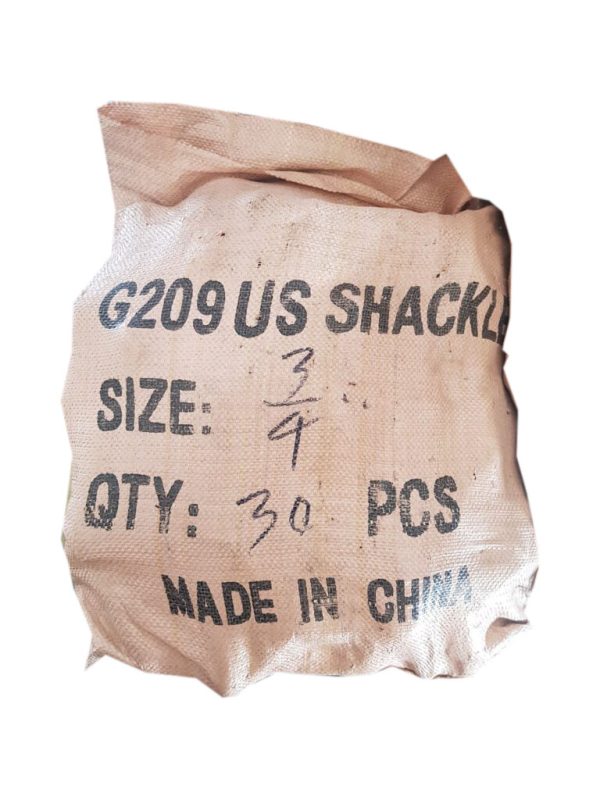 G209 US SHACKLE
SIZE: 3/4"
QTY: 30 PCS
MADE IN CHINA